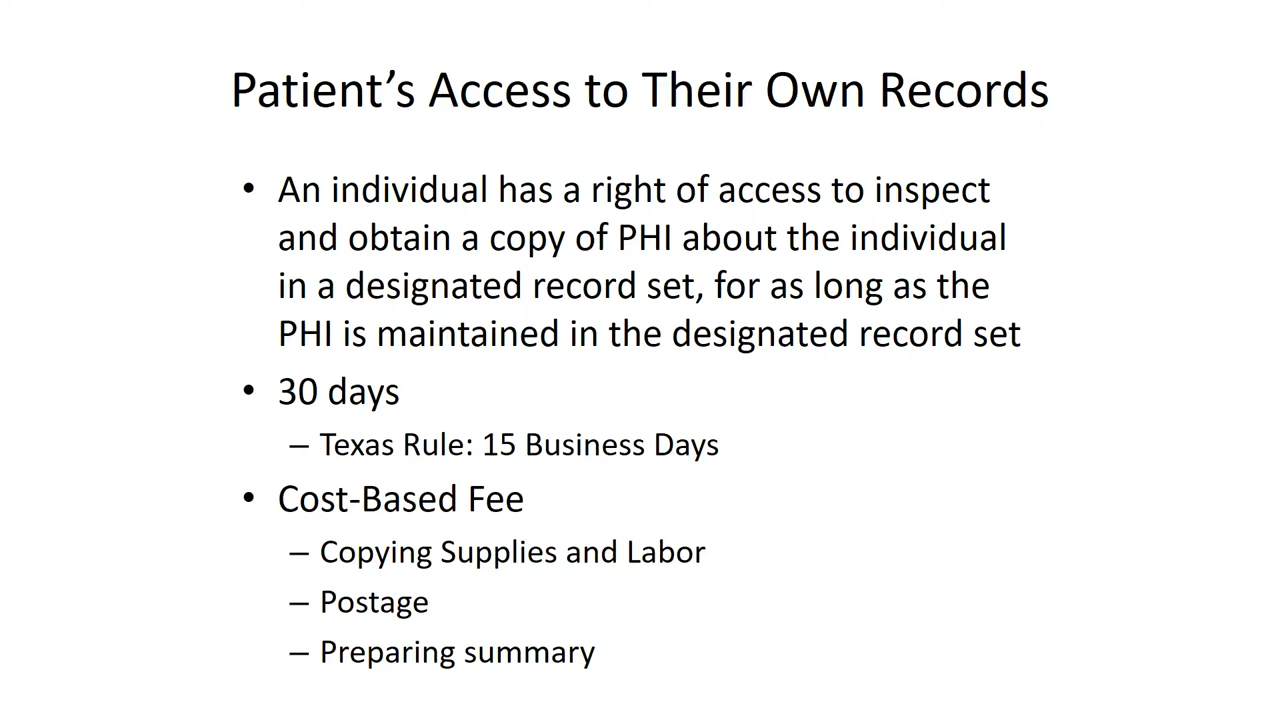 Patient’s Access to Their Own Records
• An individual has a right of access to inspect
and obtain a copy of PHI about the individual
in a designated record set, for as long as the
PHI is maintained in the designated record set
• 30 days
– Texas Rule: 15 Business Days
• Cost-Based Fee
– Copying Supplies and Labor
– Postage
– Preparing summary